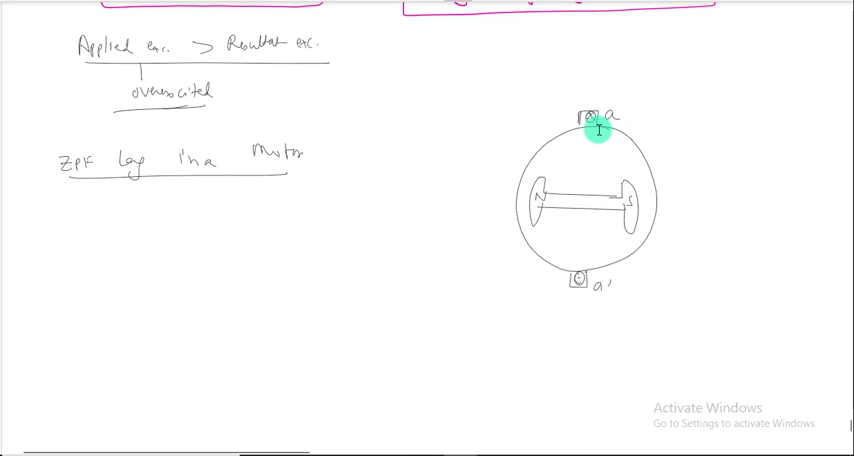 Applied exc. > Resultant exc.
overexcited
ZPF lag in a Motor
a
N S
a'
Activate Windows
Go to Settings to activate Windows.